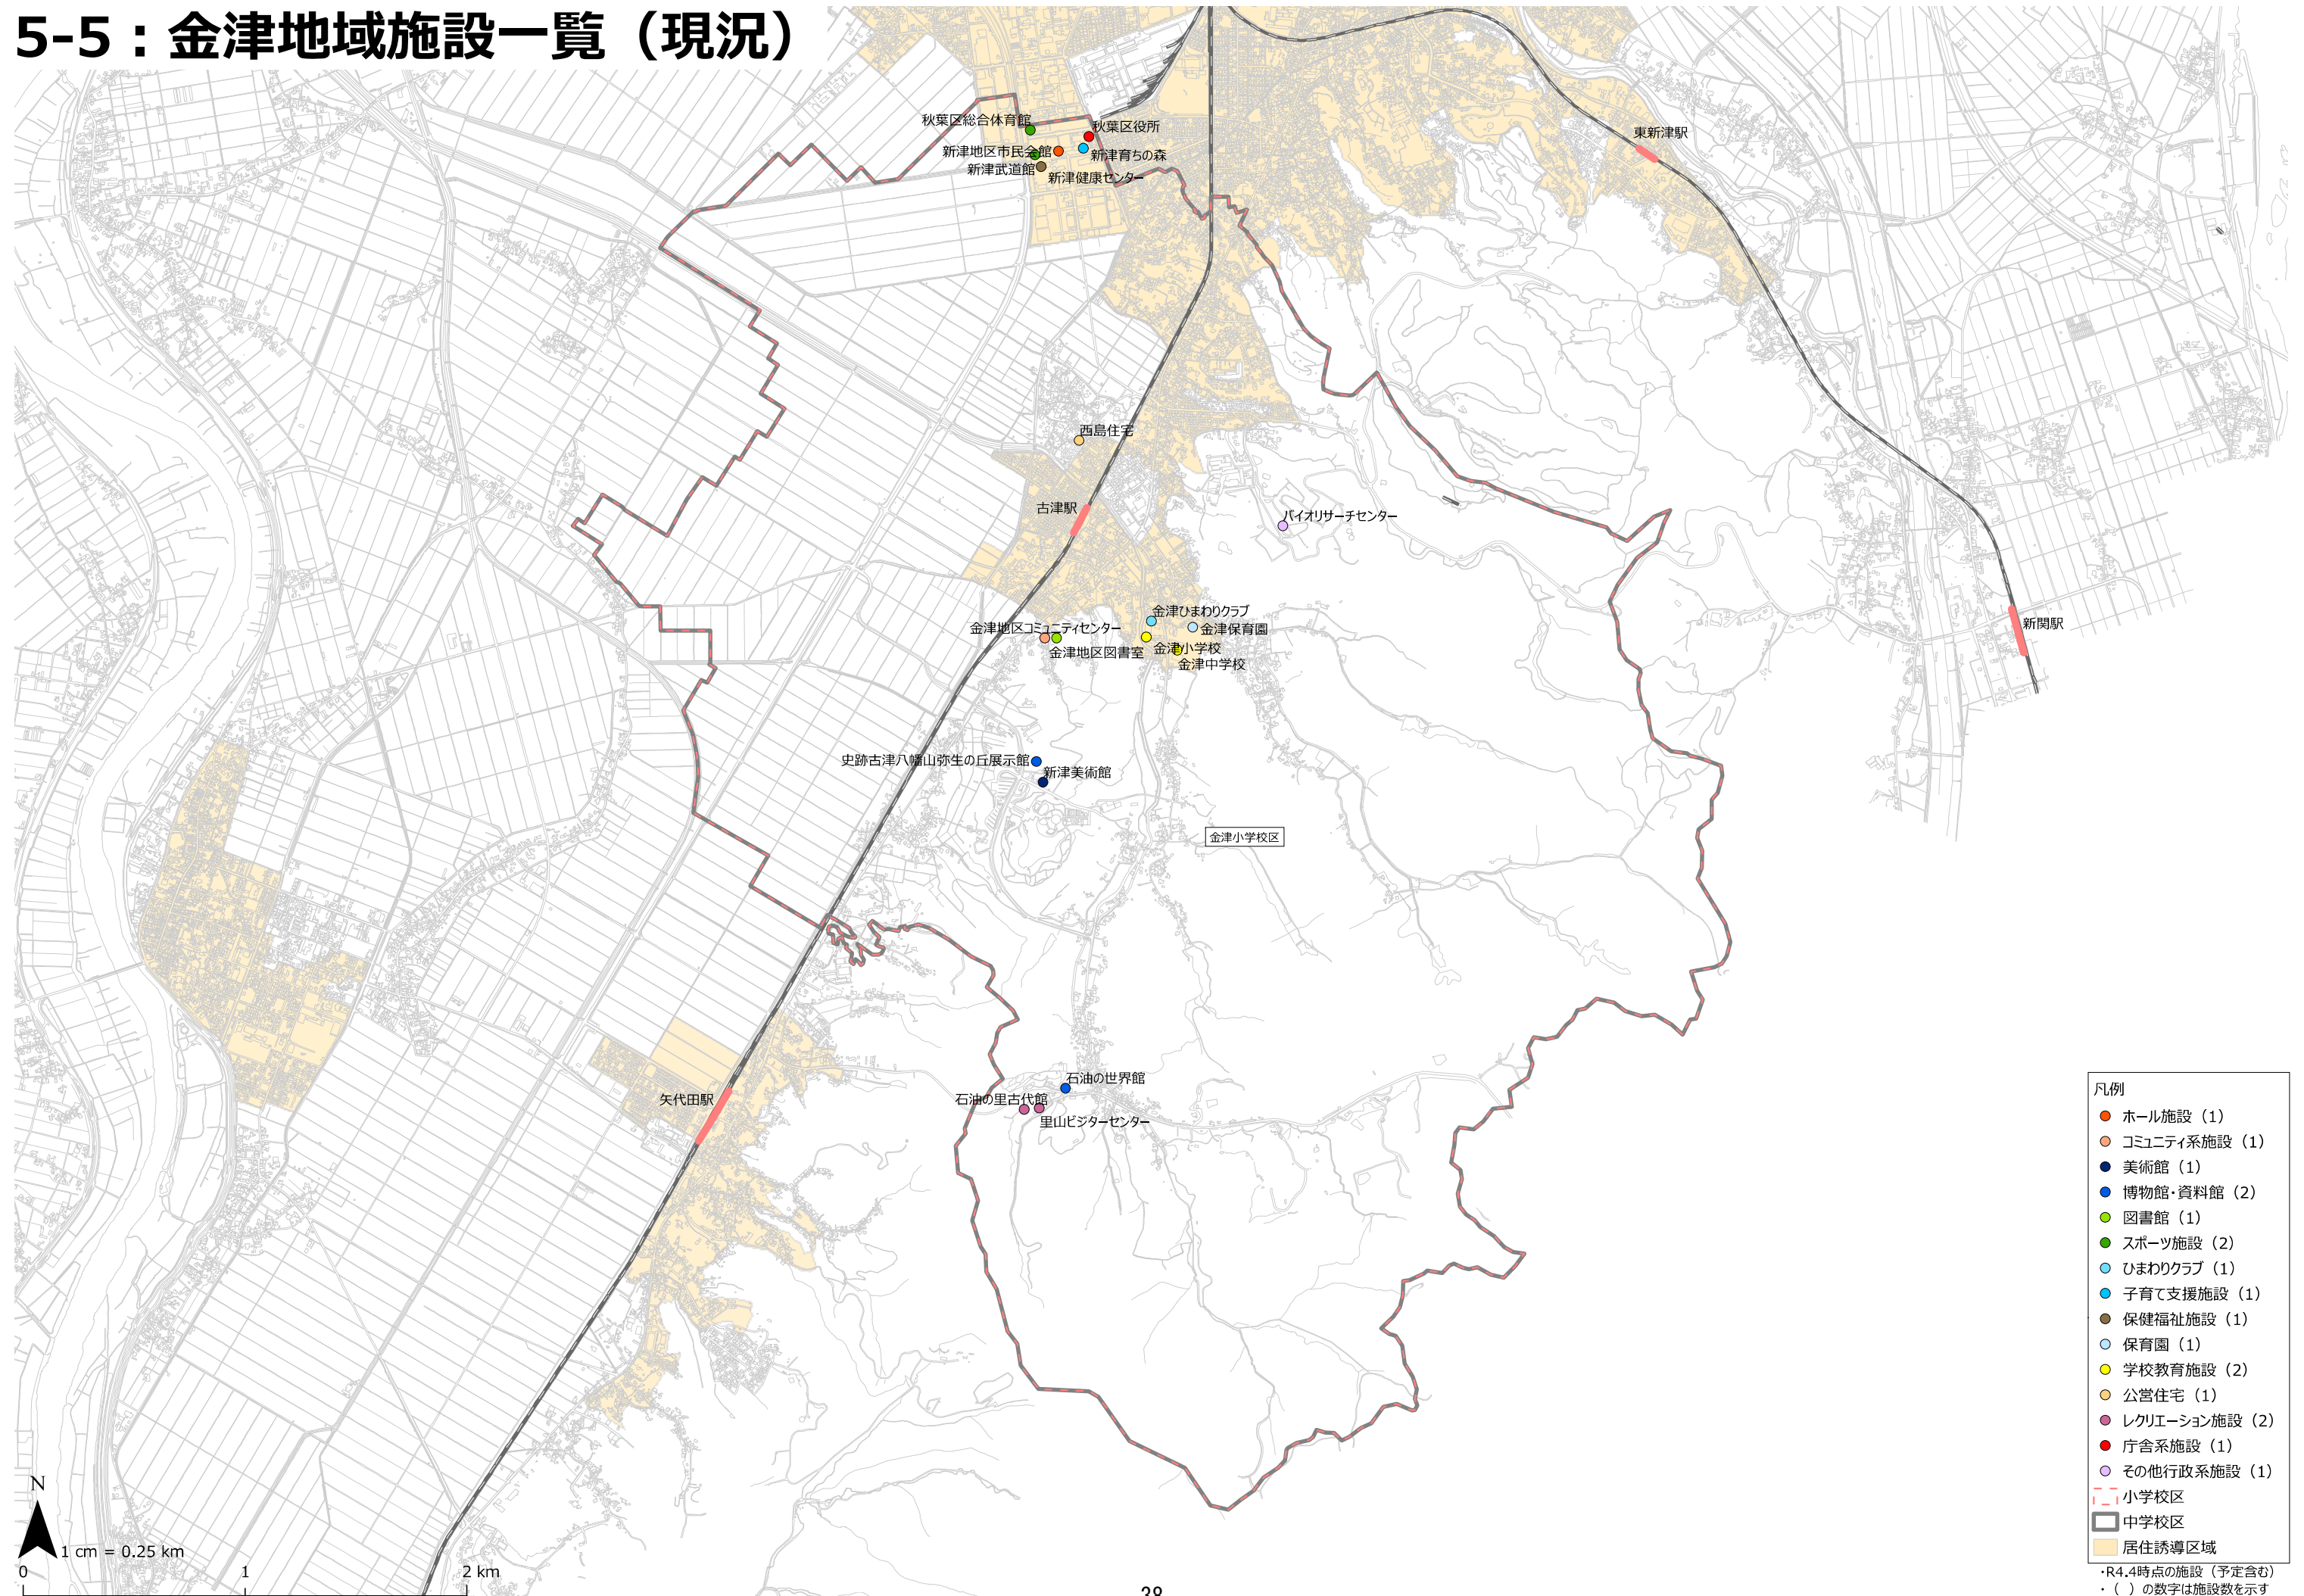 5-5：金津地域施設一覧（現況）
秋葉区総合体育館
秋葉区役所
東新津駅
新津地区市民会館
新津育ちの森
新津武道館
新津健康センター
西島住宅
古津駅
バイオリサーチセンター
金津ひまわりクラブ
新関駅
金津地区コミュニティセンター
金津保育園
金津地区図書室
金津小学校
金津中学校
史跡古津八幡山弥生の丘展示館
新津美術館
金津小学校区
石油の世界館
矢代田駅
石油の里古代館
里山ビジターセンター
凡例
ホール施設（1）
コミュニティ系施設（1）
美術館（1）
博物館・資料館（2）
図書館（1）
スポーツ施設（2）
ひまわりクラブ（1）
子育て支援施設（1）
保健福祉施設（1）
保育園（1）
学校教育施設（2）
公営住宅（1）
レクリエーション施設（2）
庁舎系施設（1）
その他行政系施設（1）
小学校区
中学校区
居住誘導区域
・R4.4時点の施設（予定含む）
・（ ）の数字は施設数を示す
N
1 cm = 0.25 km
0 1 2 km
38